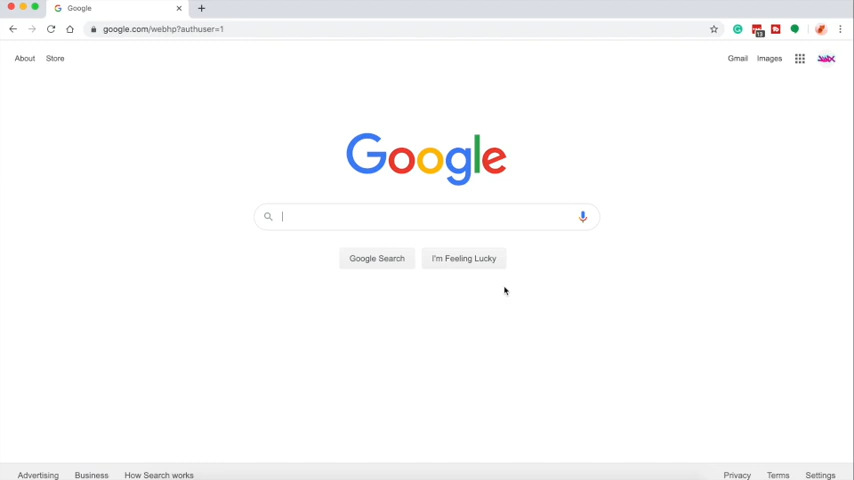 Google
google.com/webhp?authuser=1
13
About Store Gmail Images
Google
Google Search I'm Feeling Lucky
Advertising Business How Search works Privacy Terms Settings